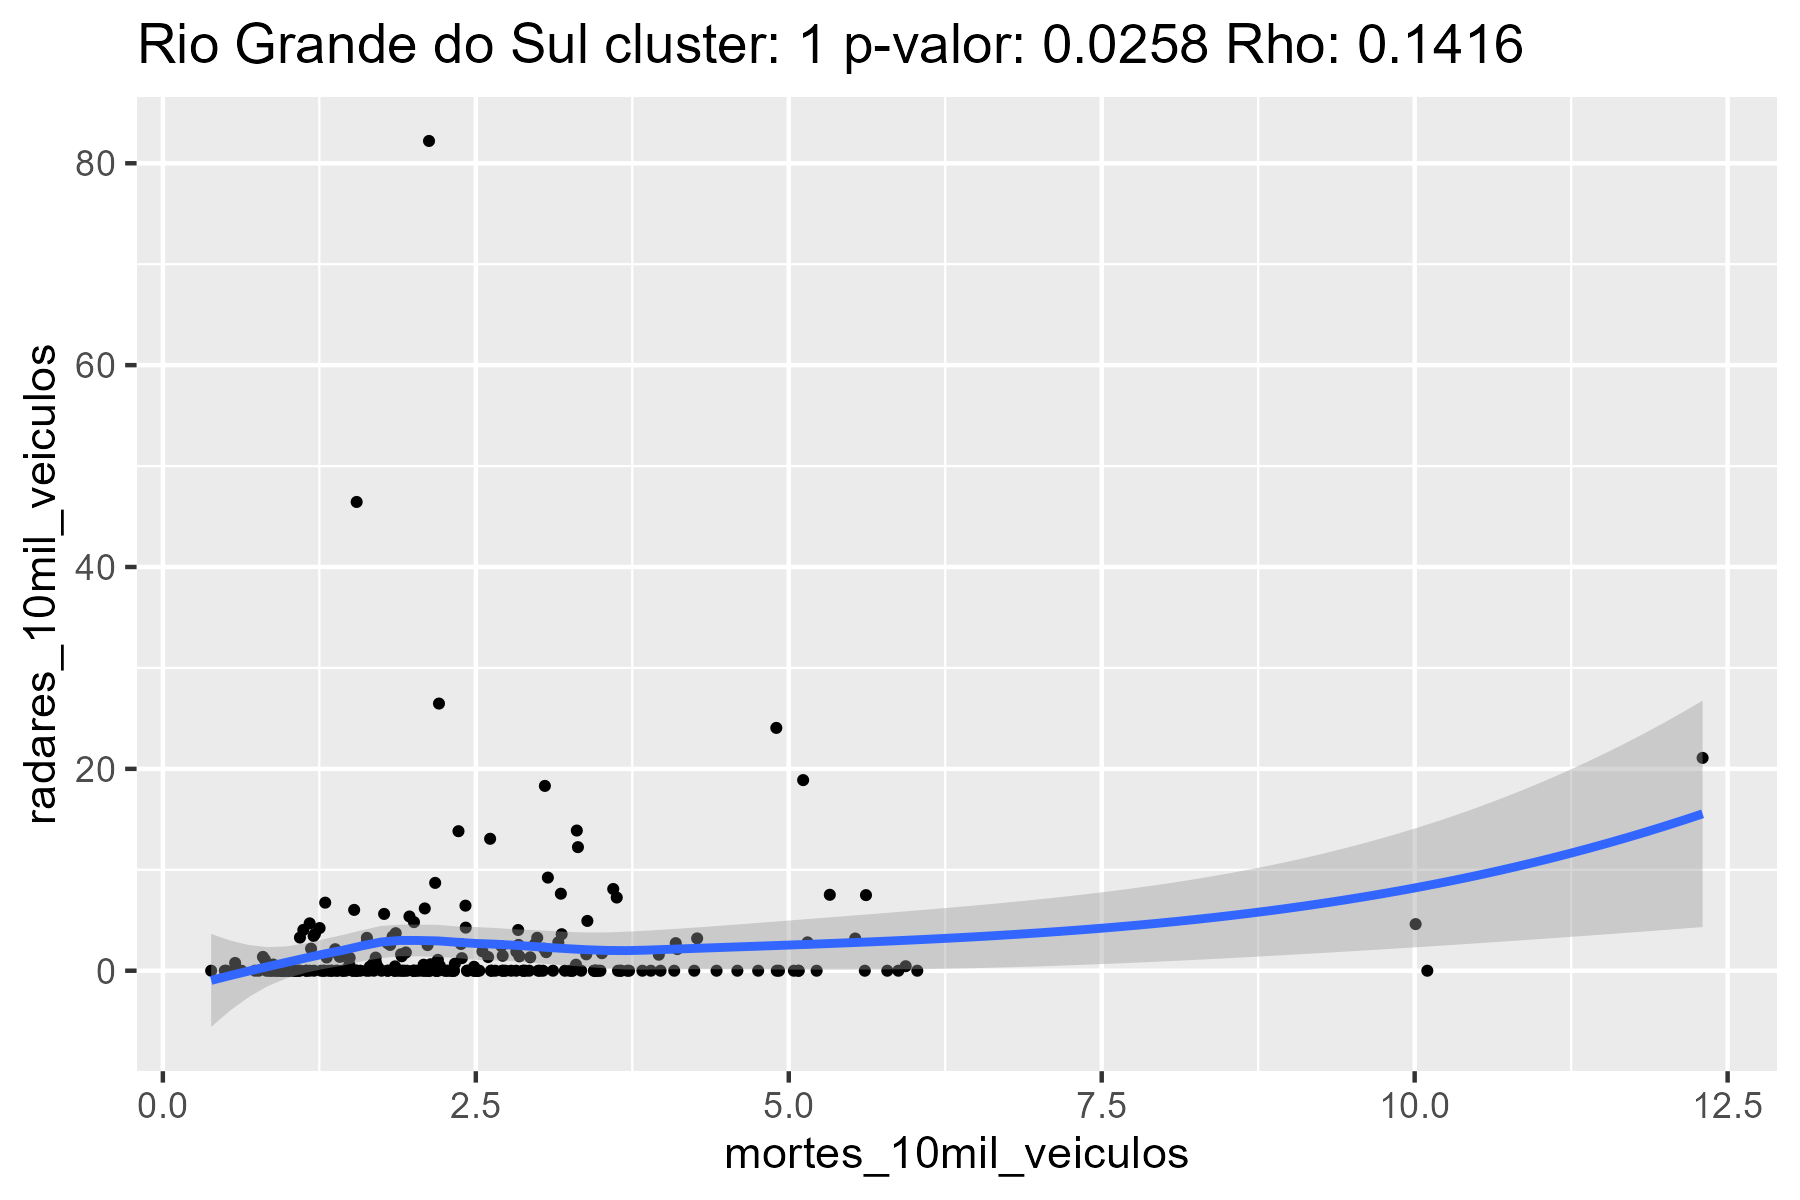 Rio Grande do Sul cluster: 1 p-valor: 0.0258 Rho: 0.1416
radares_10mil_veiculos
80
60
40
20
0
0.0 2.5 5.0 7.5 10.0 12.5
mortes_10mil_veiculos